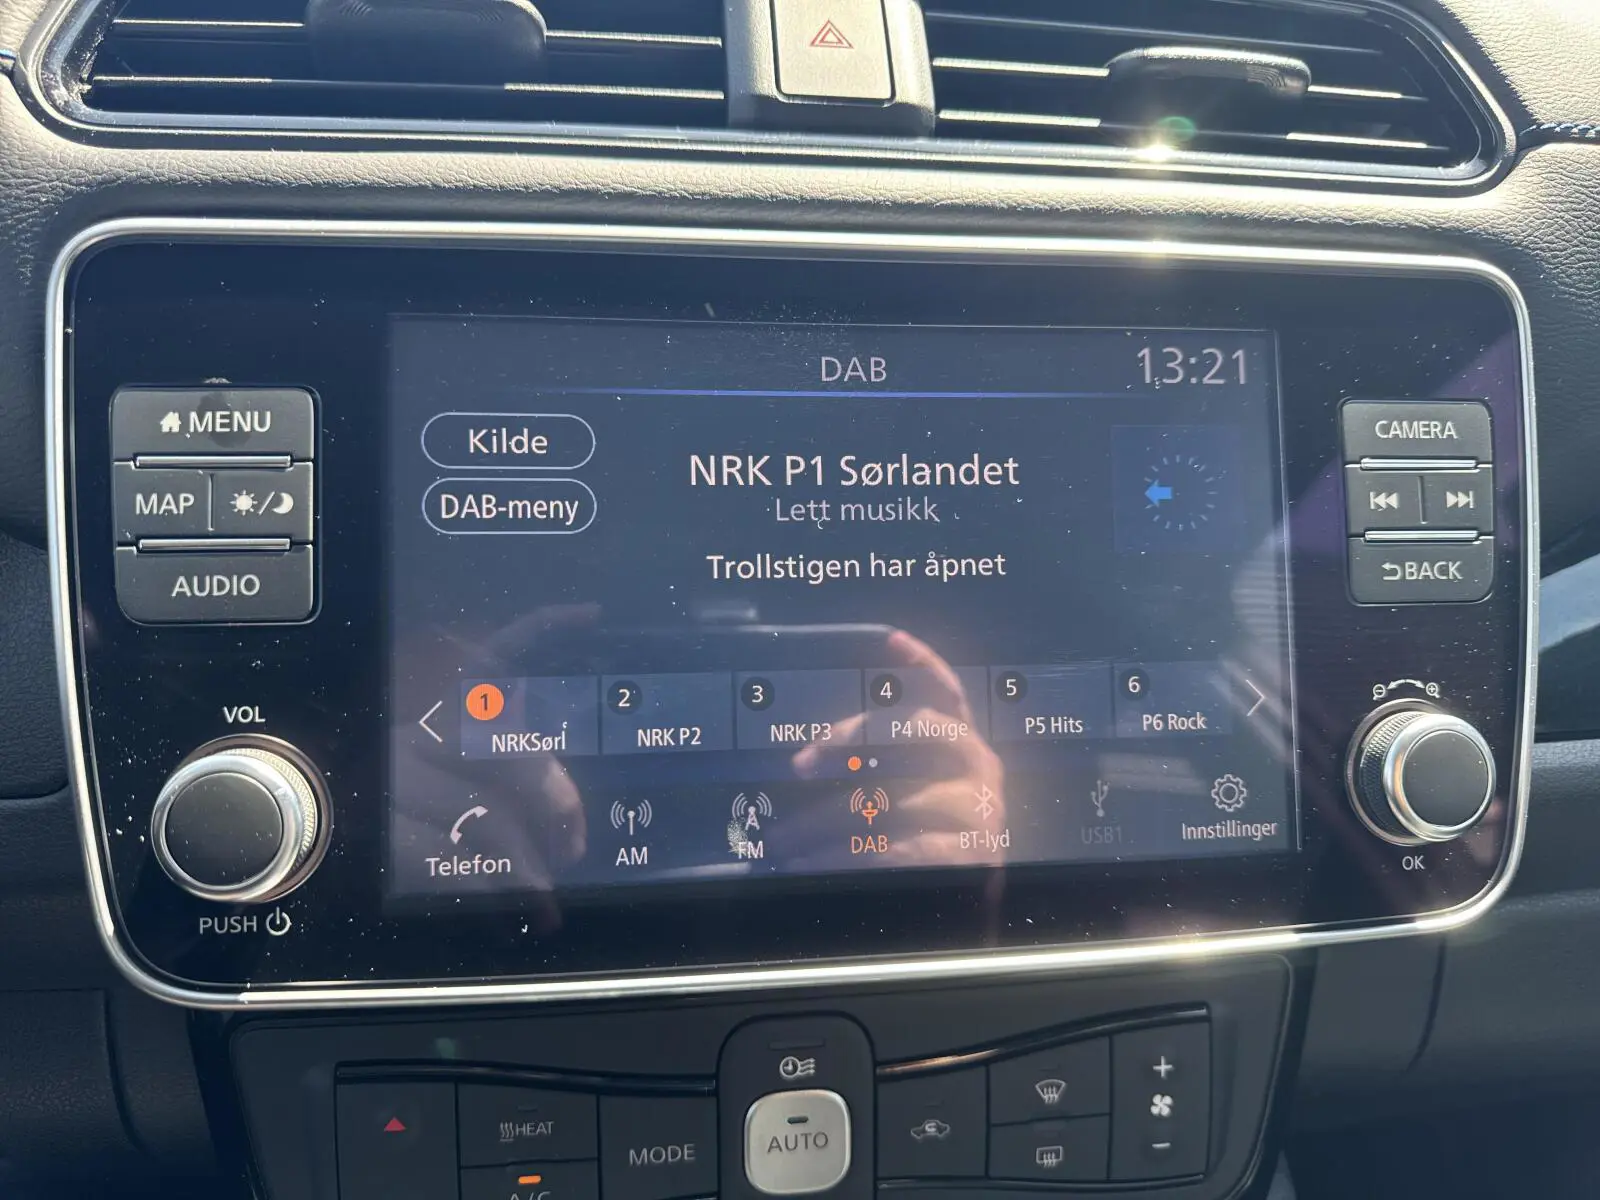 DAB
13:21
MENU
MAP
AUDIO
Kilde
DAB-meny
NRK P1 Sørlandet
Lett musikk
Trollstigen har åpnet
CAMERA
BACK
VOL
PUSH
1
NRKSørl
2
NRK P2
3
NRK P3
4
P4 Norge
5
P5 Hits
6
P6 Rock
Telefon
AM
FM
DAB
BT-lyd
USB1
Innstillinger
OK
HEAT
MODE
AUTO
+
-
A/C